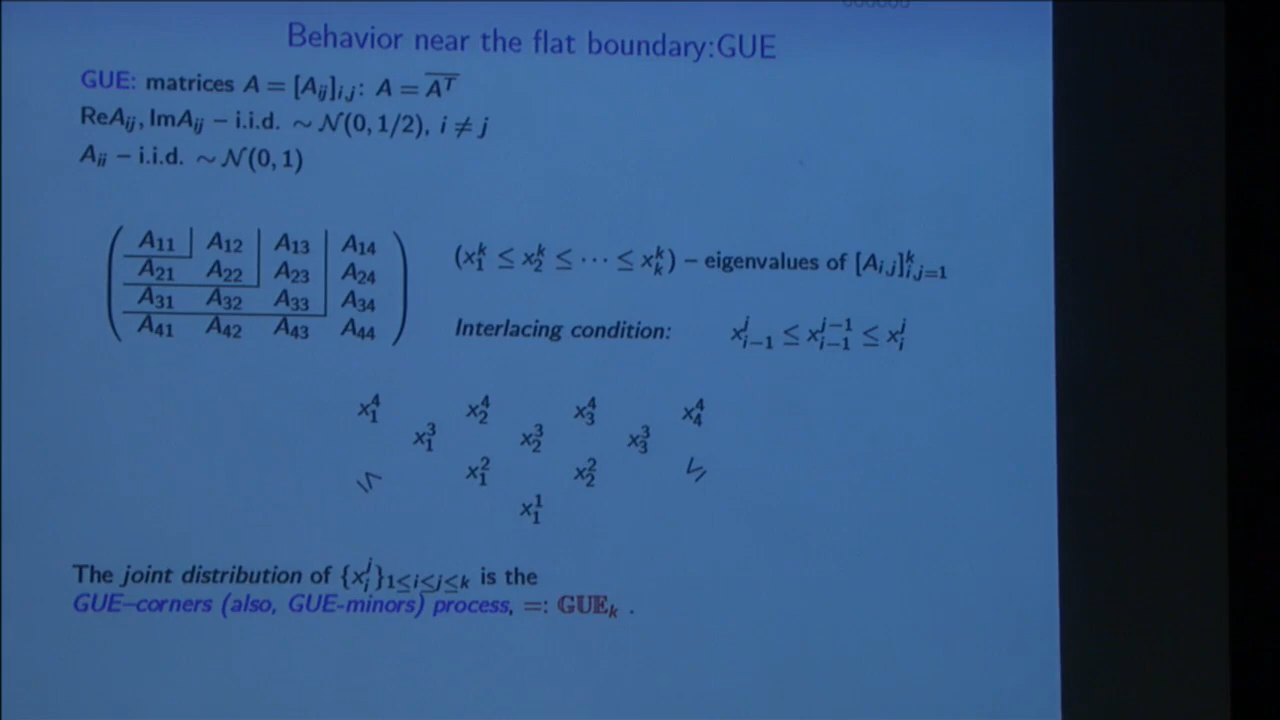 Behavior near the flat boundary:GUE
GUE: matrices A = [A_{ij}]_{i,j}: A = \overline{A^T}
ReA_{ij}, ImA_{ij} − i.i.d. ∼ 𝒩(0, 1/2), i ≠ j
A_{ii} − i.i.d. ∼ 𝒩(0, 1)
A_{11} A_{12} A_{13} A_{14}
A_{21} A_{22} A_{23} A_{24}
A_{31} A_{32} A_{33} A_{34}
A_{41} A_{42} A_{43} A_{44}
(x_1^k ≤ x_2^k ≤ ⋯ ≤ x_k^k) − eigenvalues of [A_{i,j}]_{i,j=1}^k
Interlacing condition: x_{i−1}^j ≤ x_{i−1}^{j−1} ≤ x_i^j
x_1^4 x_2^4 x_3^4 x_4^4
x_1^3 x_2^3 x_3^3
≤ x_1^2 x_2^2 ≤
x_1^1
The joint distribution of {x_i^j}_{1≤i≤j≤k} is the
GUE–corners (also, GUE-minors) process, =: 𝔾𝕌𝔼_k .